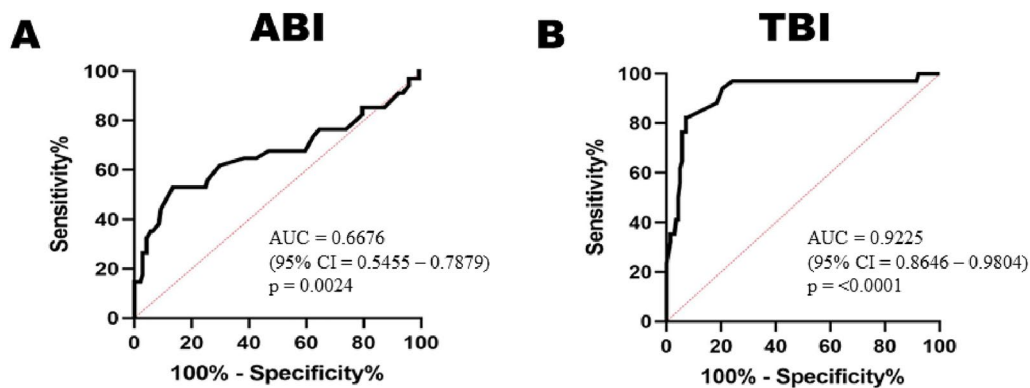 A
ABI
Sensitivity%
100
80
60
40
20
0
0 20 40 60 80 100
100% - Specificity%
AUC = 0.6676
(95% CI = 0.5455 – 0.7879)
p = 0.0024
B
TBI
Sensitivity%
100
80
60
40
20
0
0 20 40 60 80 100
100% - Specificity%
AUC = 0.9225
(95% CI = 0.8646 – 0.9804)
p = <0.0001